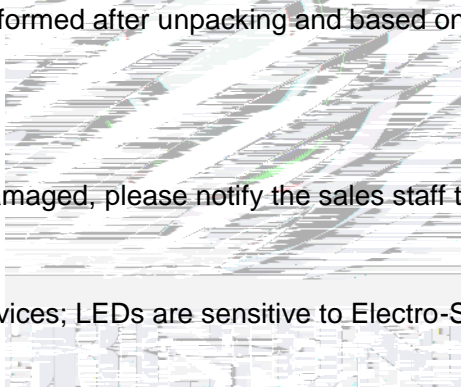 formed after unpacking and based on
maged, please notify the sales staff t
vices; LEDs are sensitive to Electro-S